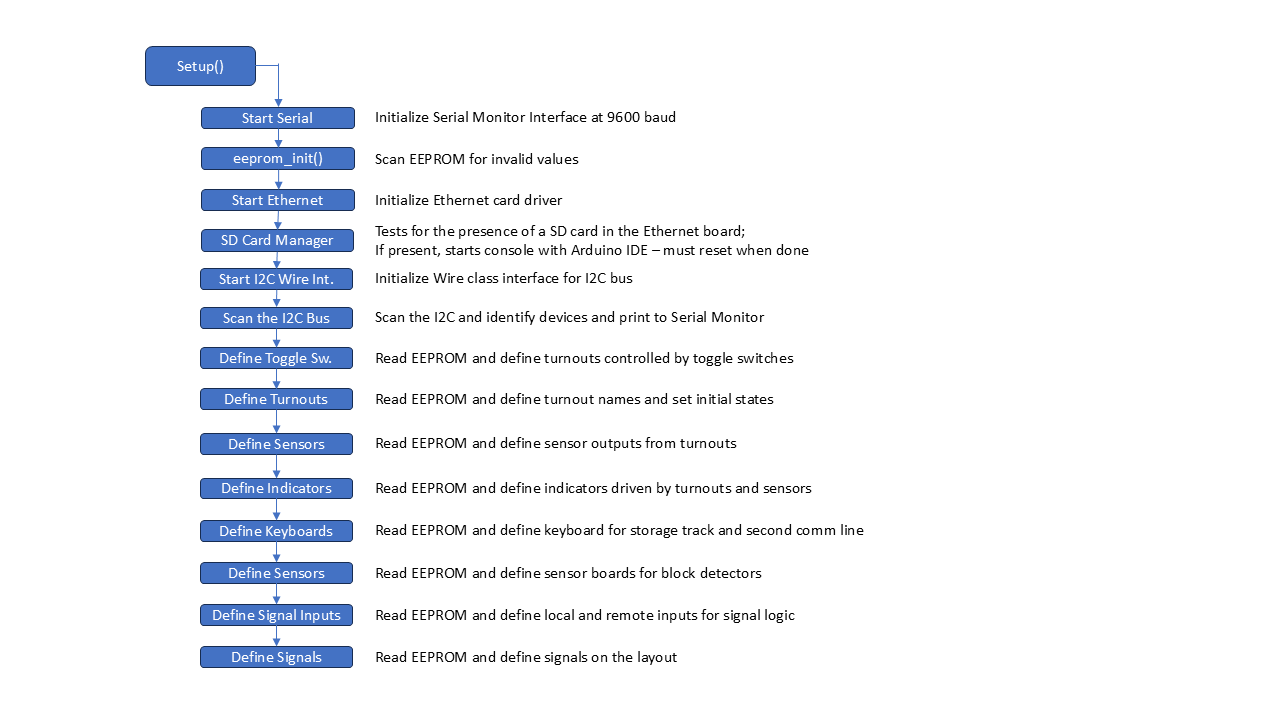 Setup()
Start Serial
Initialize Serial Monitor Interface at 9600 baud
eeprom_init()
Scan EEPROM for invalid values
Start Ethernet
Initialize Ethernet card driver
SD Card Manager
Tests for the presence of a SD card in the Ethernet board;
If present, starts console with Arduino IDE – must reset when done
Start I2C Wire Int.
Initialize Wire class interface for I2C bus
Scan the I2C Bus
Scan the I2C and identify devices and print to Serial Monitor
Define Toggle Sw.
Read EEPROM and define turnouts controlled by toggle switches
Define Turnouts
Read EEPROM and define turnout names and set initial states
Define Sensors
Read EEPROM and define sensor outputs from turnouts
Define Indicators
Read EEPROM and define indicators driven by turnouts and sensors
Define Keyboards
Read EEPROM and define keyboard for storage track and second comm line
Define Sensors
Read EEPROM and define sensor boards for block detectors
Define Signal Inputs
Read EEPROM and define local and remote inputs for signal logic
Define Signals
Read EEPROM and define signals on the layout